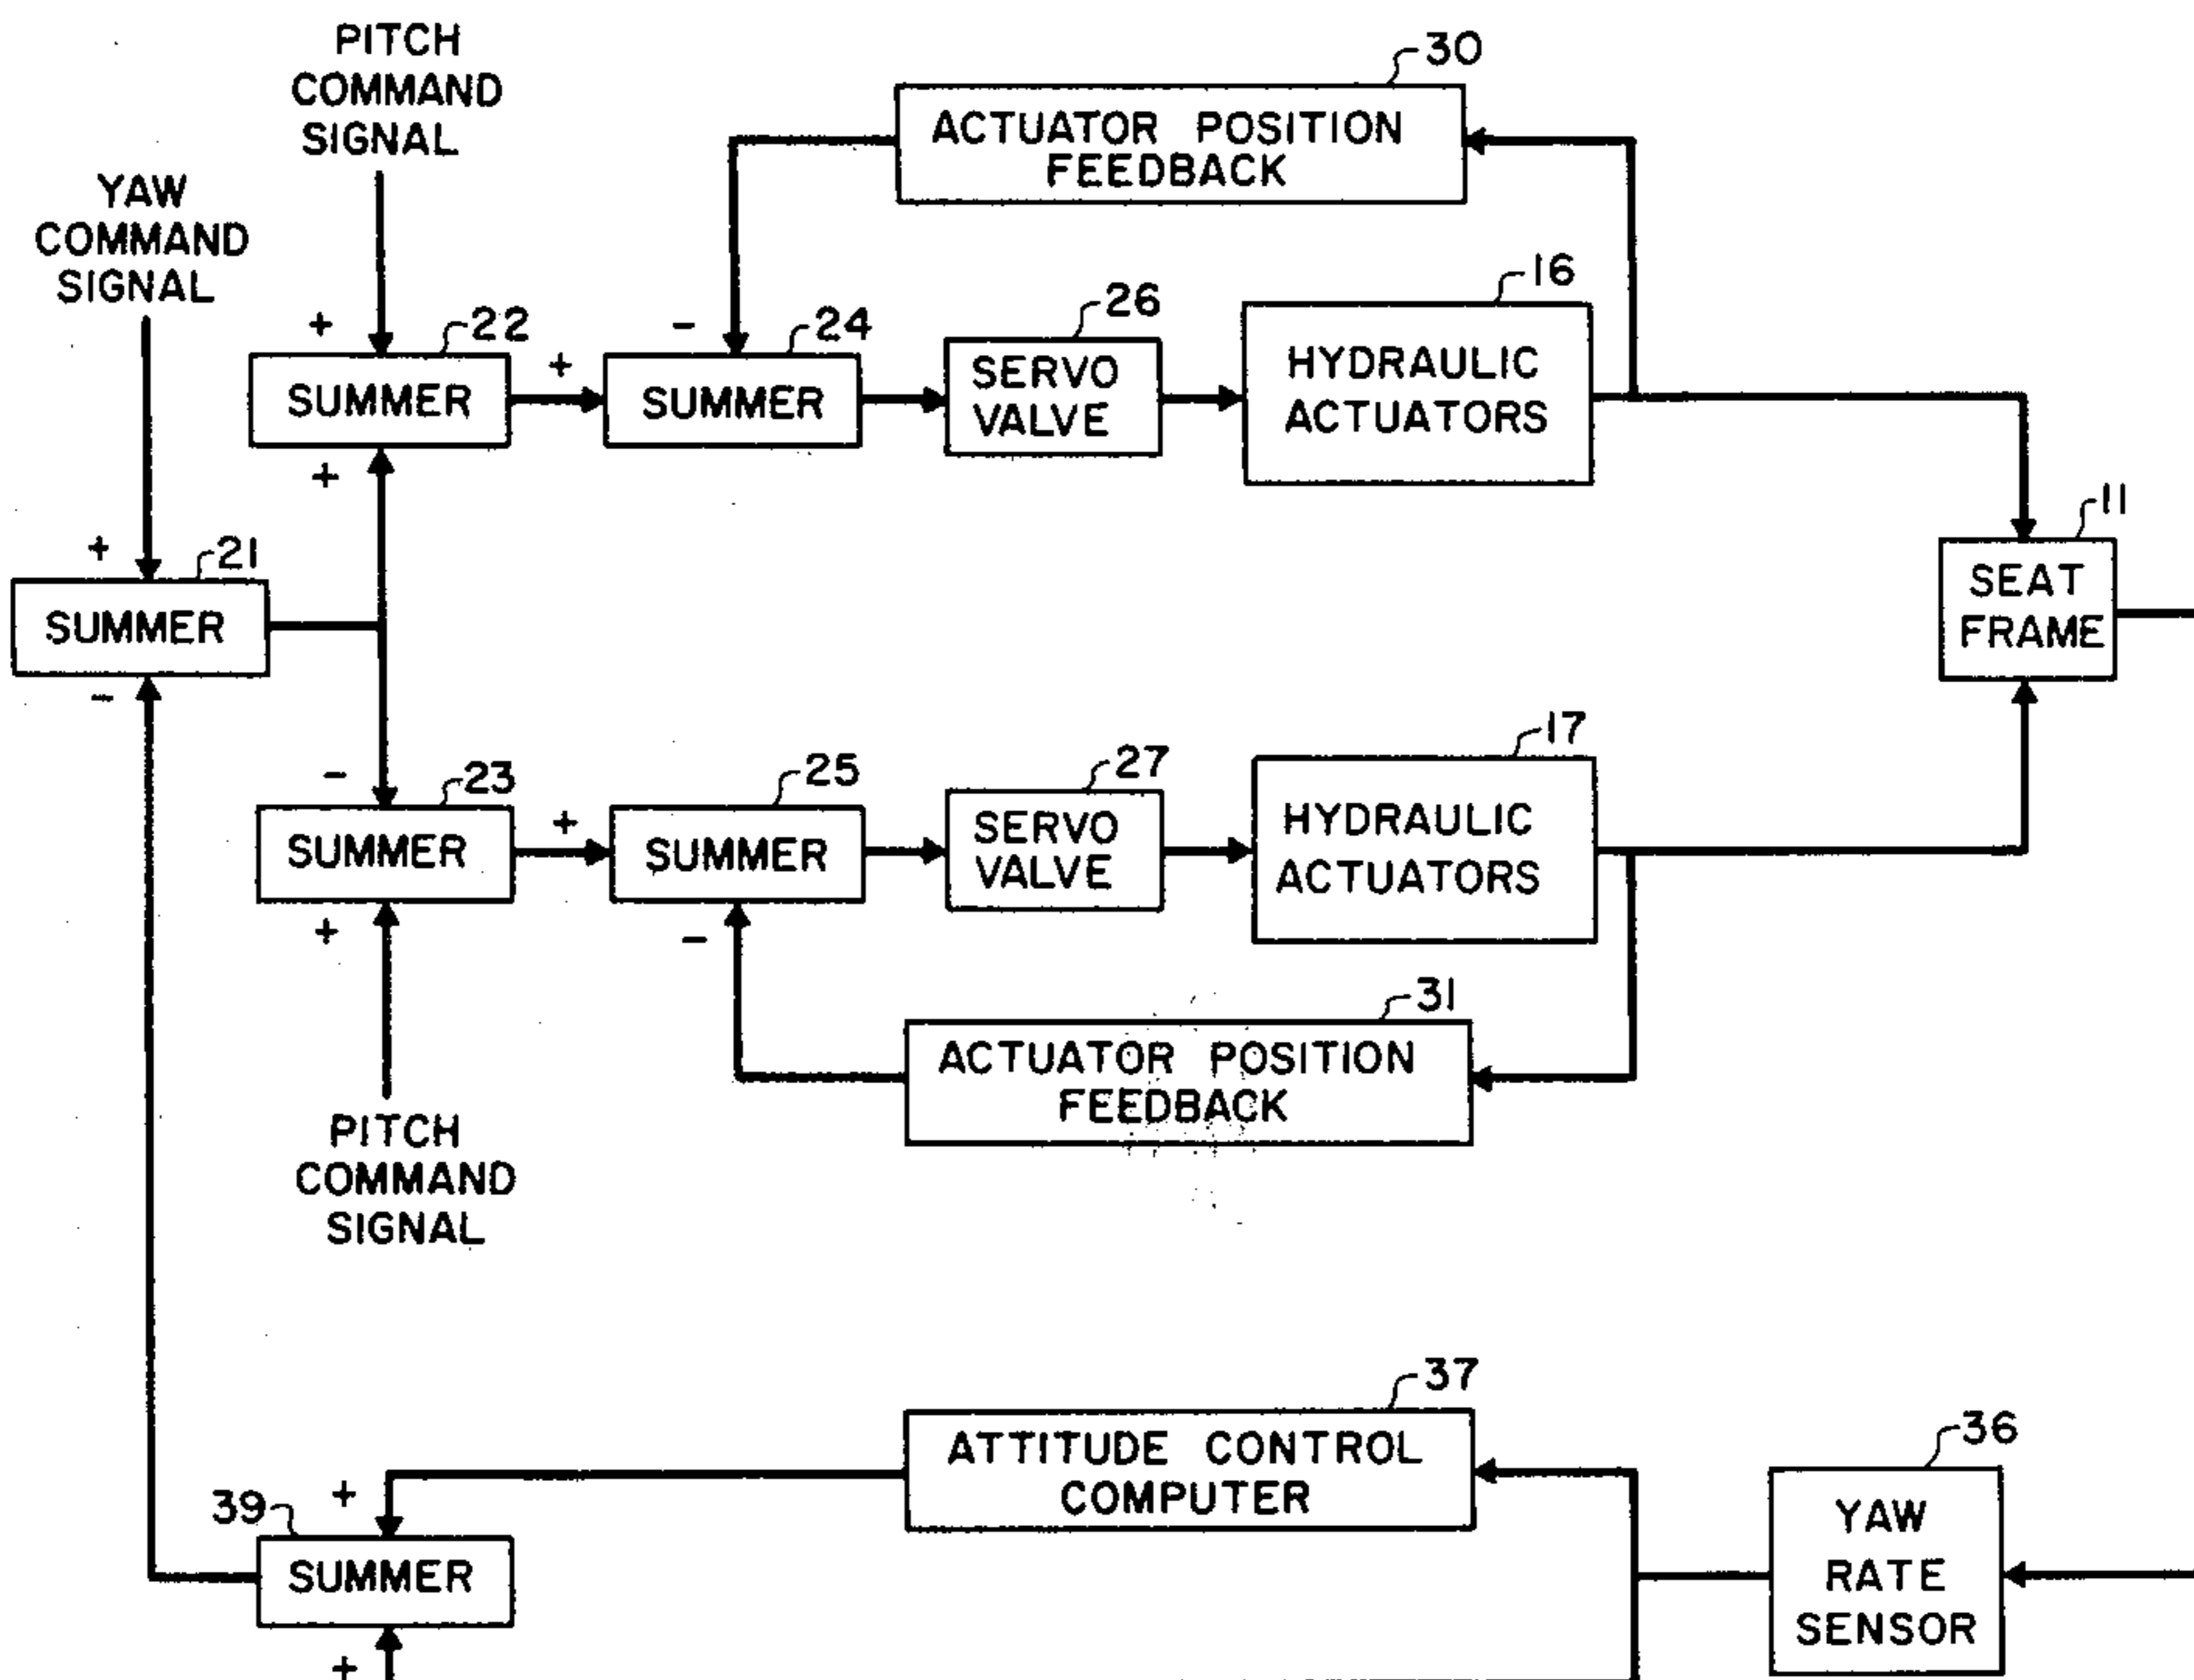 PITCH
COMMAND
SIGNAL
30
ACTUATOR POSITION
FEEDBACK
YAW
COMMAND
SIGNAL
+
22
SUMMER
+
+
-
24
SUMMER
26
SERVO
VALVE
16
HYDRAULIC
ACTUATORS
11
SEAT
FRAME
+
21
SUMMER
-
-
23
SUMMER
+
+
25
SUMMER
-
27
SERVO
VALVE
17
HYDRAULIC
ACTUATORS
31
ACTUATOR POSITION
FEEDBACK
PITCH
COMMAND
SIGNAL
37
ATTITUDE CONTROL
COMPUTER
36
YAW
RATE
SENSOR
+
39
SUMMER
+